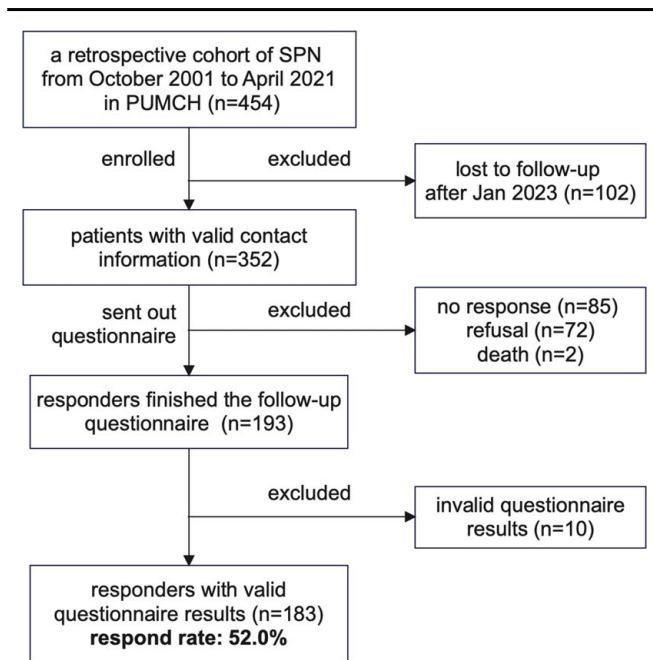 a retrospective cohort of SPN
from October 2001 to April 2021
in PUMCH (n=454)
enrolled
excluded
lost to follow-up
after Jan 2023 (n=102)
patients with valid contact
information (n=352)
sent out
questionnaire
excluded
no response (n=85)
refusal (n=72)
death (n=2)
responders finished the follow-up
questionnaire (n=193)
excluded
invalid questionnaire
results (n=10)
responders with valid
questionnaire results (n=183)
respond rate: 52.0%